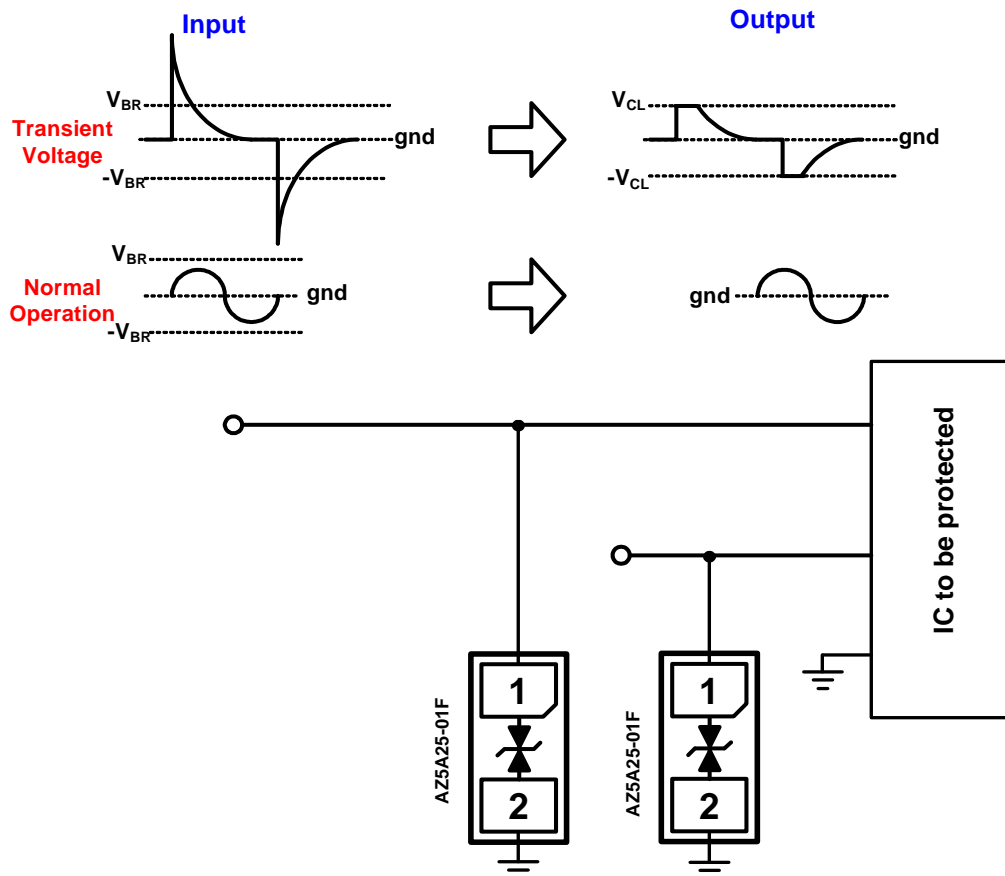 Input
Output
VBR
Transient
Voltage
gnd
-VBR
VCL
gnd
-VCL
VBR
Normal
Operation
gnd
-VBR
gnd
IC to be protected
AZ5A25-01F
1
2
AZ5A25-01F
1
2